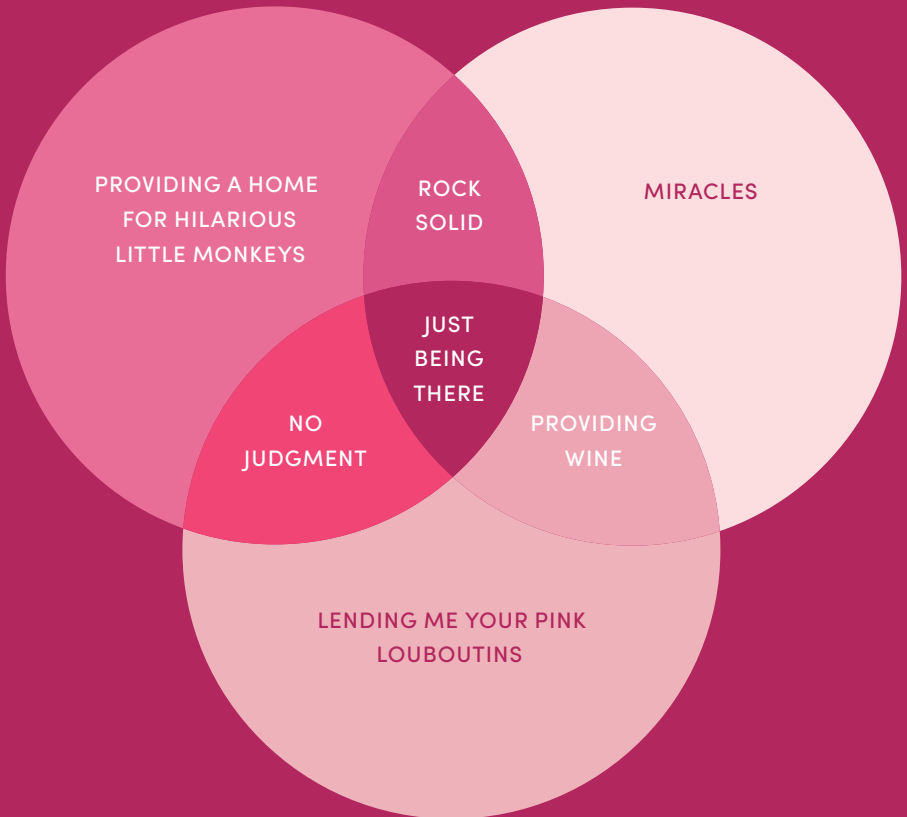 PROVIDING A HOME
FOR HILARIOUS
LITTLE MONKEYS
ROCK
SOLID
MIRACLES
JUST
BEING
THERE
NO
JUDGMENT
PROVIDING
WINE
LENDING ME YOUR PINK
LOUBOUTINS